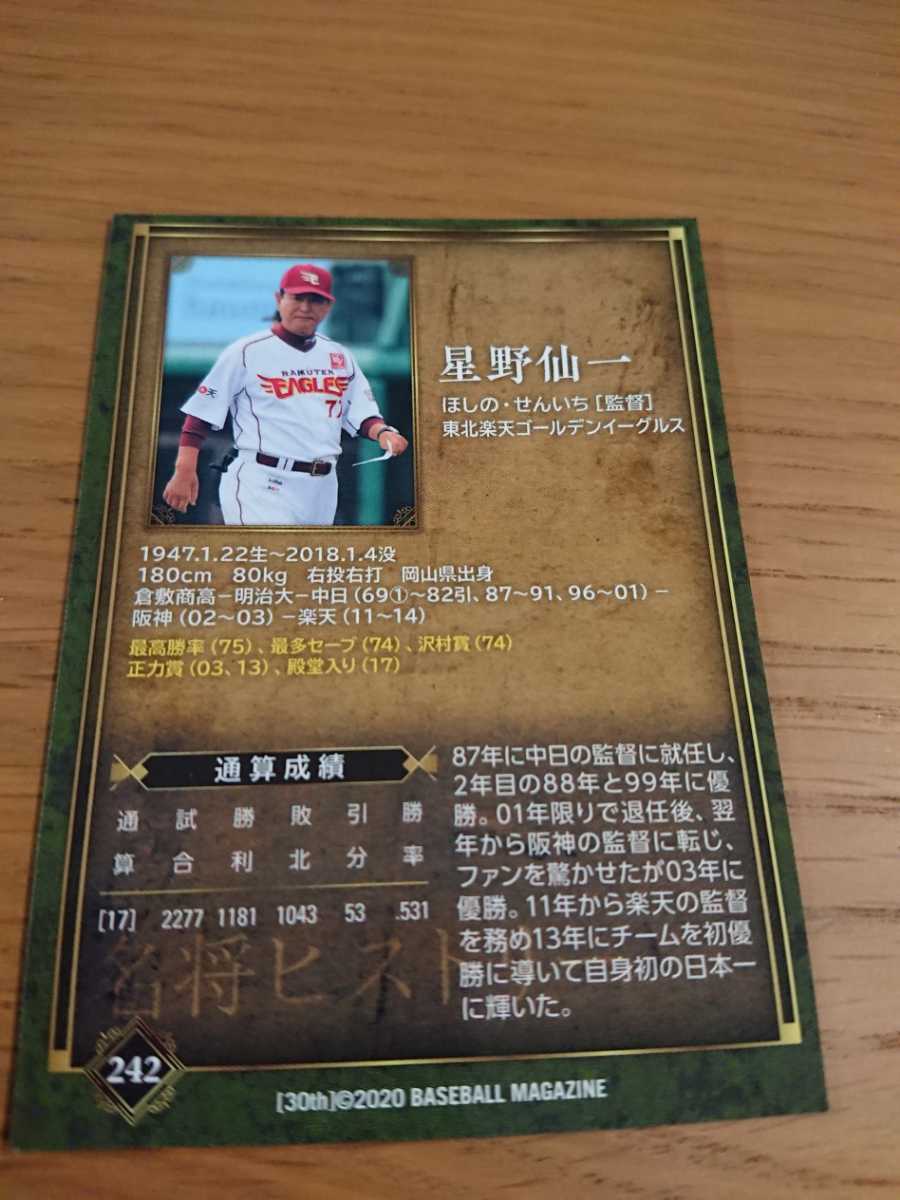 RAKUTEN
EAGLES
77
星野仙一
ほしの・せんいち［監督］
東北楽天ゴールデンイーグルス
1947.1.22生～2018.1.4没
180cm 80kg 右投右打 岡山県出身
倉敷商高－明治大－中日（69①～82引、87～91、96～01）－
阪神（02～03）－楽天（11～14）
最高勝率（75）、最多セーブ（74）、沢村賞（74）
正力賞（03、13）、殿堂入り（17）
通算成績
通算 試合 勝利 敗北 引分 勝率
[17] 2277 1181 1043 53 .531
87年に中日の監督に就任し、
2年目の88年と99年に優
勝。01年限りで退任後、翌
年から阪神の監督に転じ、
ファンを驚かせたが03年に
優勝。11年から楽天の監督
を務め13年にチームを初優
勝に導いて自身初の日本一
に輝いた。
名将ヒスト
242
[30th]©2020 BASEBALL MAGAZINE